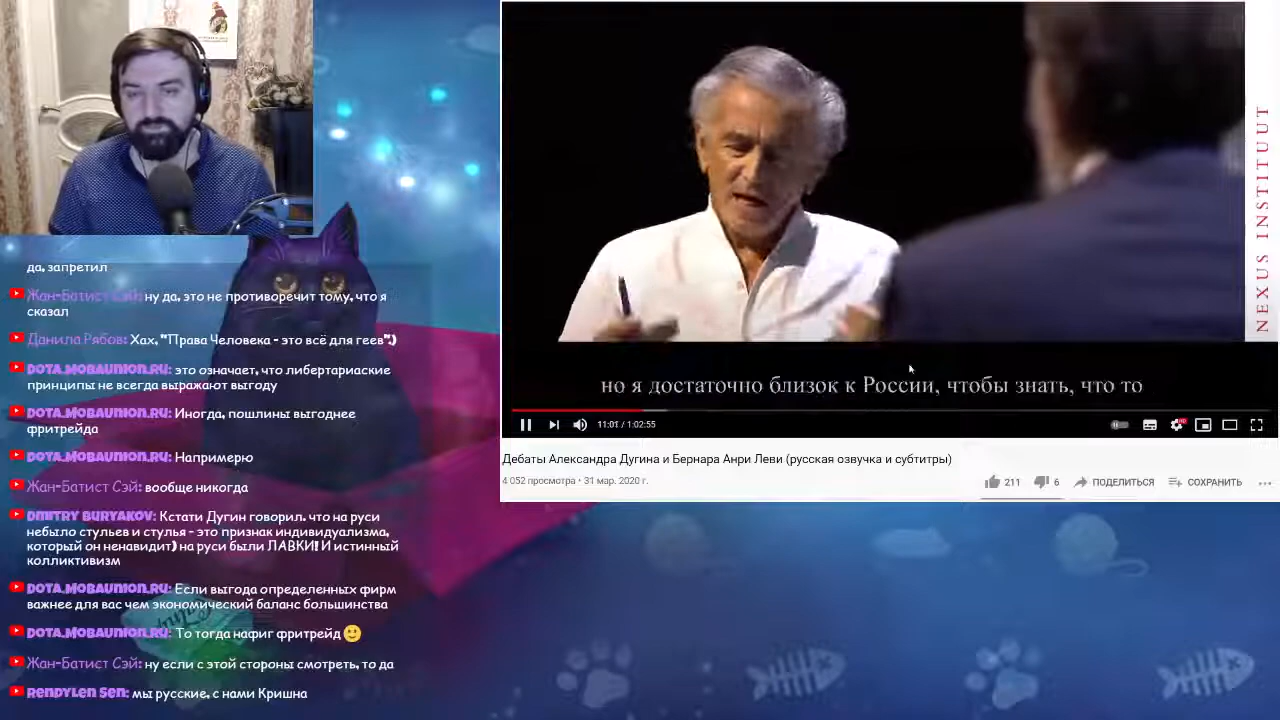 да, запретил
Жан-Батист Сэй: ну да, это не противоречит тому, что я
сказал
Данила Рябов: Хах, "Права Человека - это всё для геев":)
DOTA.MOBAUNION.RU: это означает, что либертариаские
принципы не всегда выражают выгоду
DOTA.MOBAUNION.RU: Иногда, пошлины выгоднее
фритрейда
DOTA.MOBAUNION.RU: Напримерю
Жан-Батист Сэй: вообще никогда
DMITRY BURYAKOV: Кстати Дугин говорил. что на руси
небыло стульев и стулья - это признак индивидуализма,
который он ненавидит) на руси были ЛАВКИ! И истинный
колликтивизм
DOTA.MOBAUNION.RU: Если выгода определенных фирм
важнее для вас чем экономический баланс большинства
DOTA.MOBAUNION.RU: То тогда нафиг фритрейд
Жан-Батист Сэй: ну если с этой стороны смотреть, то да
Rendylen Sen: мы русские, с нами Кришна
NEXUS INSTITUUT
но я достаточно близок к России, чтобы знать, что то
11:01 / 1:02:55
HD
Дебаты Александра Дугина и Бернара Анри Леви (русская озвучка и субтитры)
4 052 просмотра • 31 мар. 2020 г.
211
6
ПОДЕЛИТЬСЯ
СОХРАНИТЬ